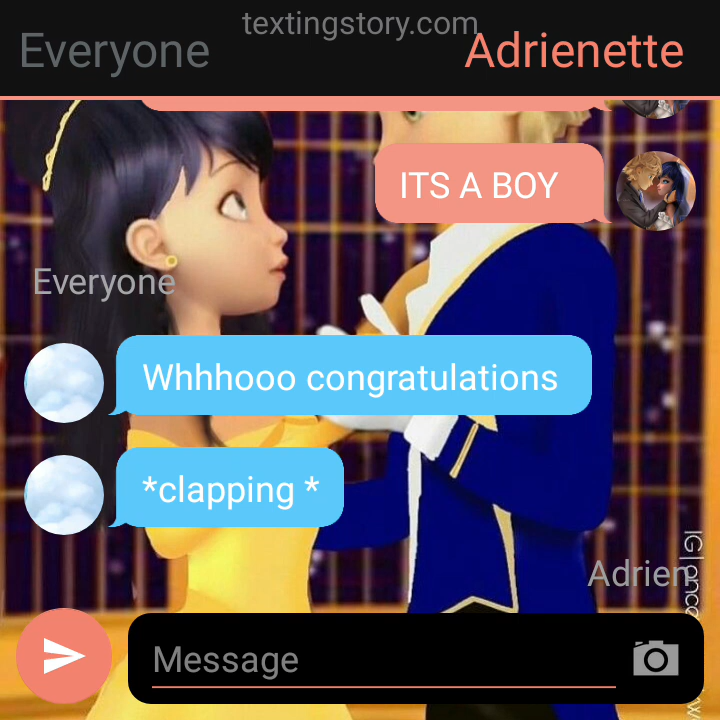 textingstory.com
Everyone
Adrienette
ITS A BOY
Everyone
Whhhooo congratulations
*clapping *
Adrien
Message